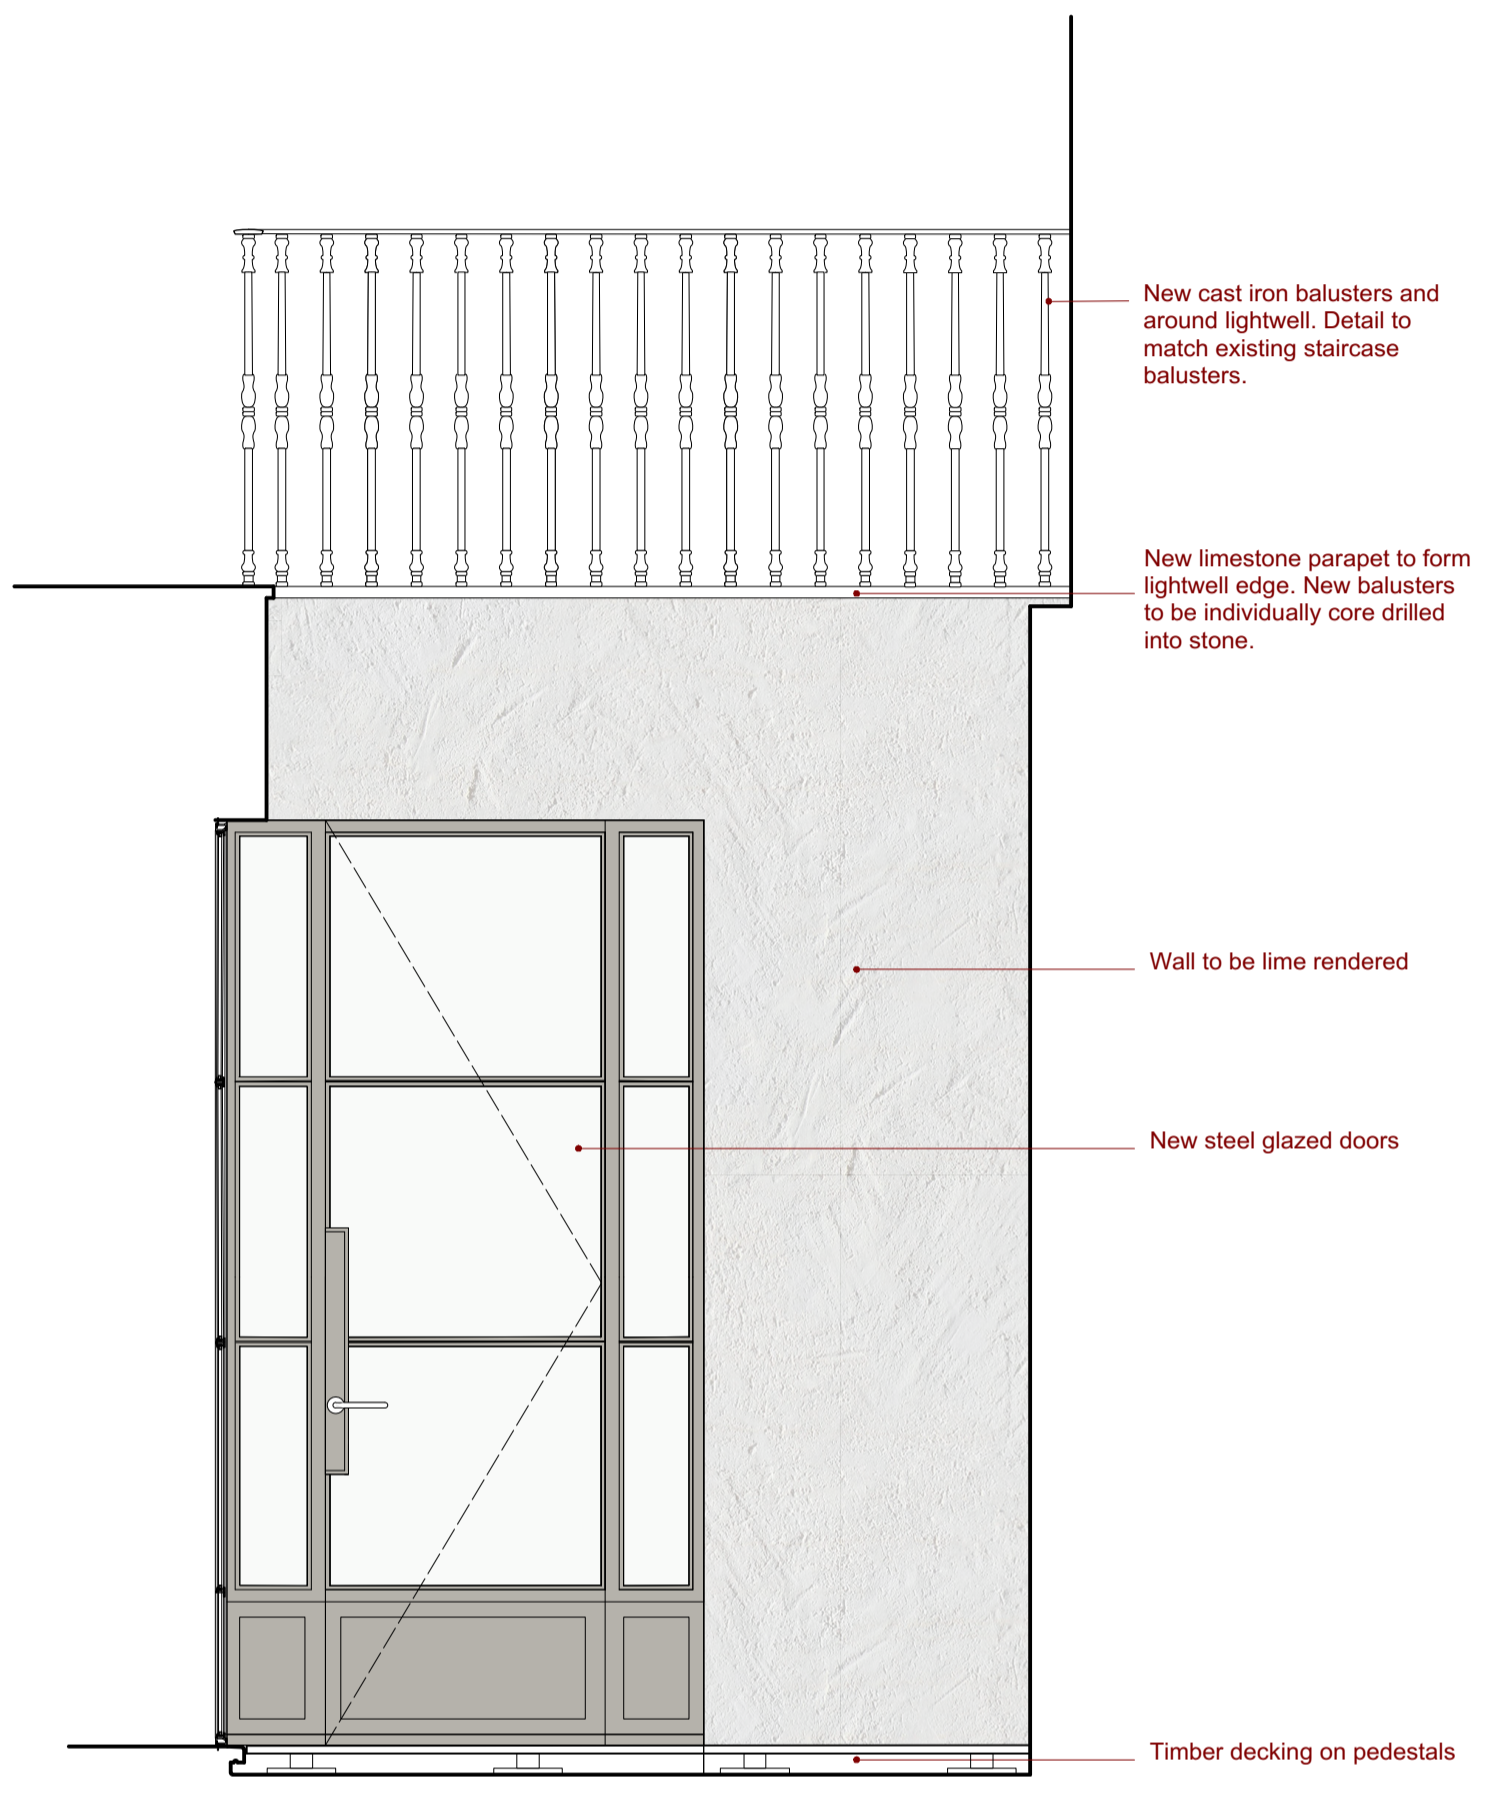 New cast iron balusters and
around lightwell. Detail to
match existing staircase
balusters.
New limestone parapet to form
lightwell edge. New balusters
to be individually core drilled
into stone.
Wall to be lime rendered
New steel glazed doors
Timber decking on pedestals